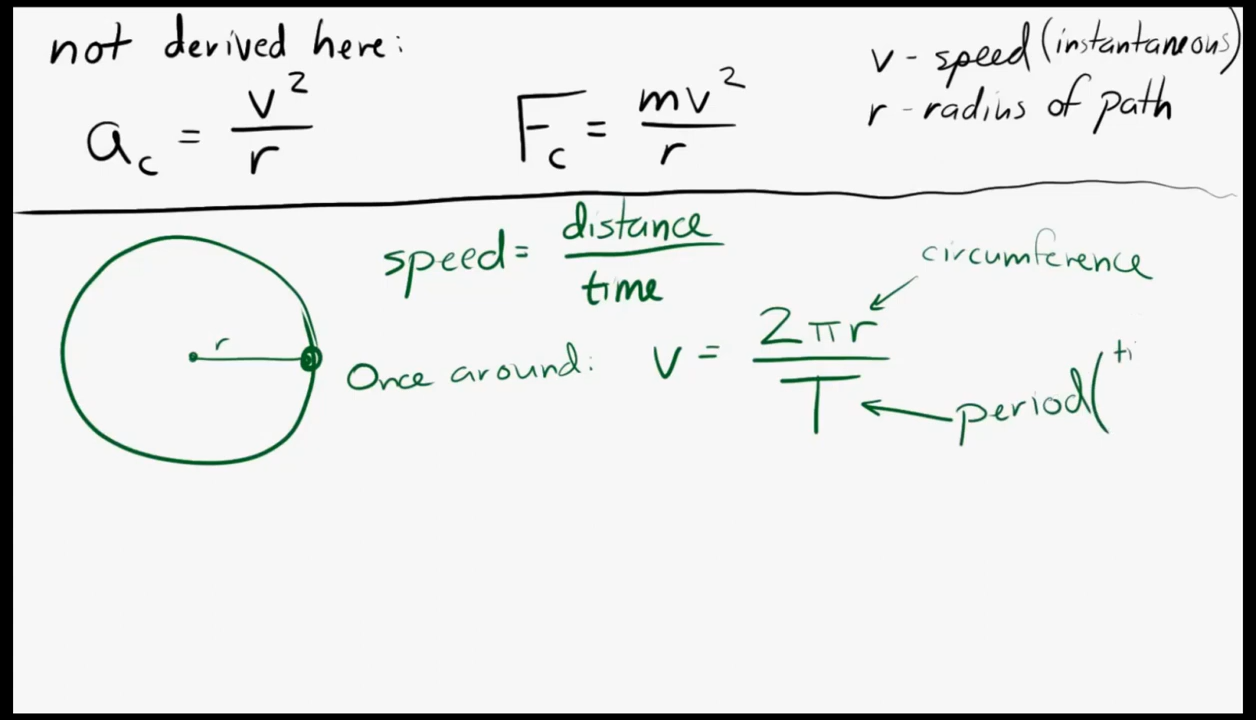 not derived here:
a_c = v²/r
F_c = mv²/r
v - speed (instantaneous)
r - radius of path
speed = distance/time
circumference
r
Once around: v = 2πr/T
period (ti